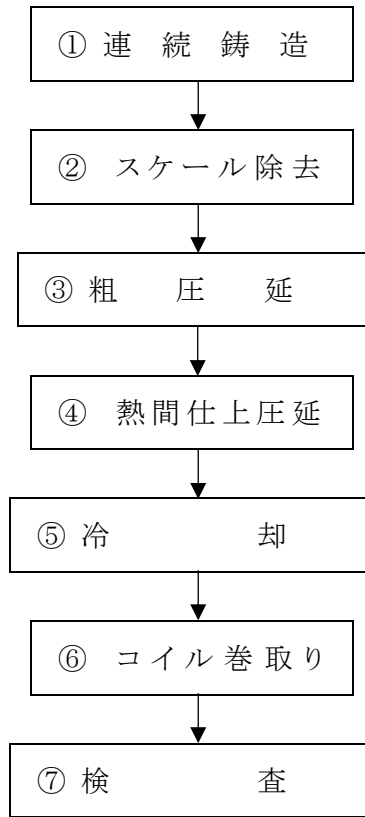 ① 連続鋳造
② スケール除去
③ 粗圧延
④ 熱間仕上圧延
⑤ 冷却
⑥ コイル巻取り
⑦ 検査